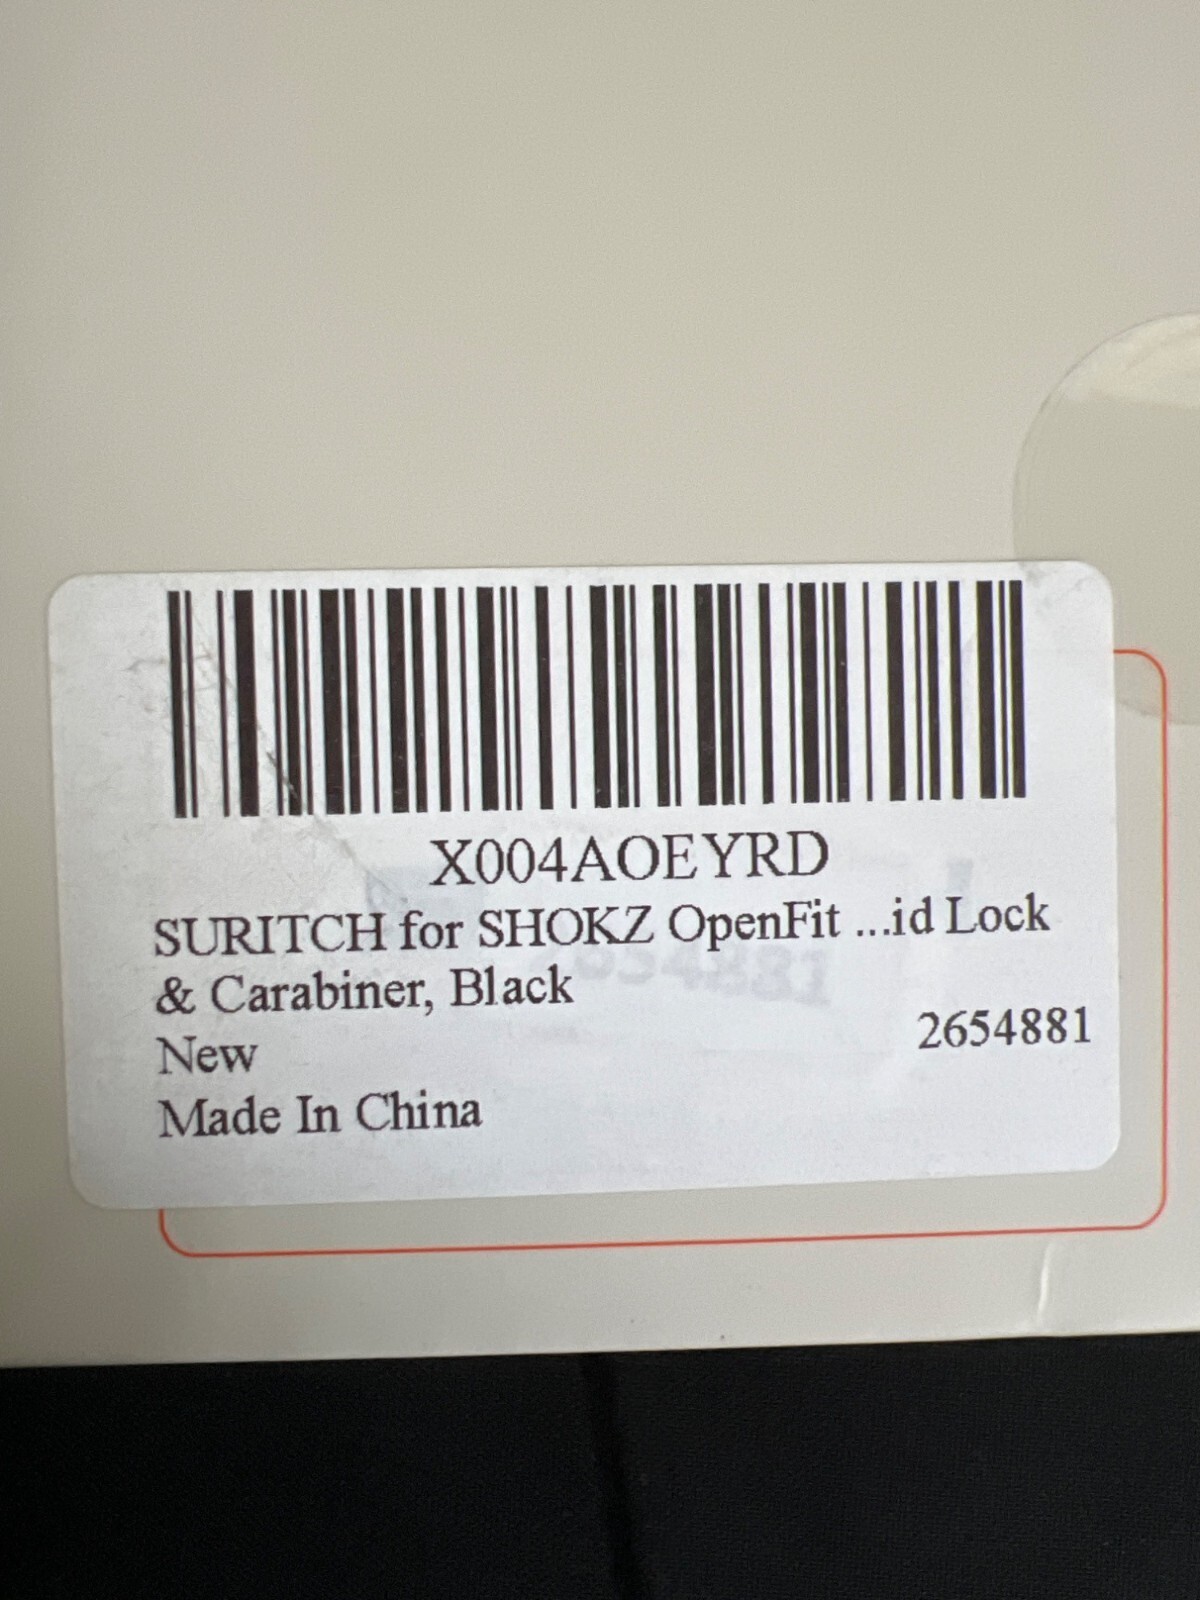 X004AOEYRD
SURITCH for SHOKZ OpenFit ...id Lock
& Carabiner, Black
New
2654881
Made In China